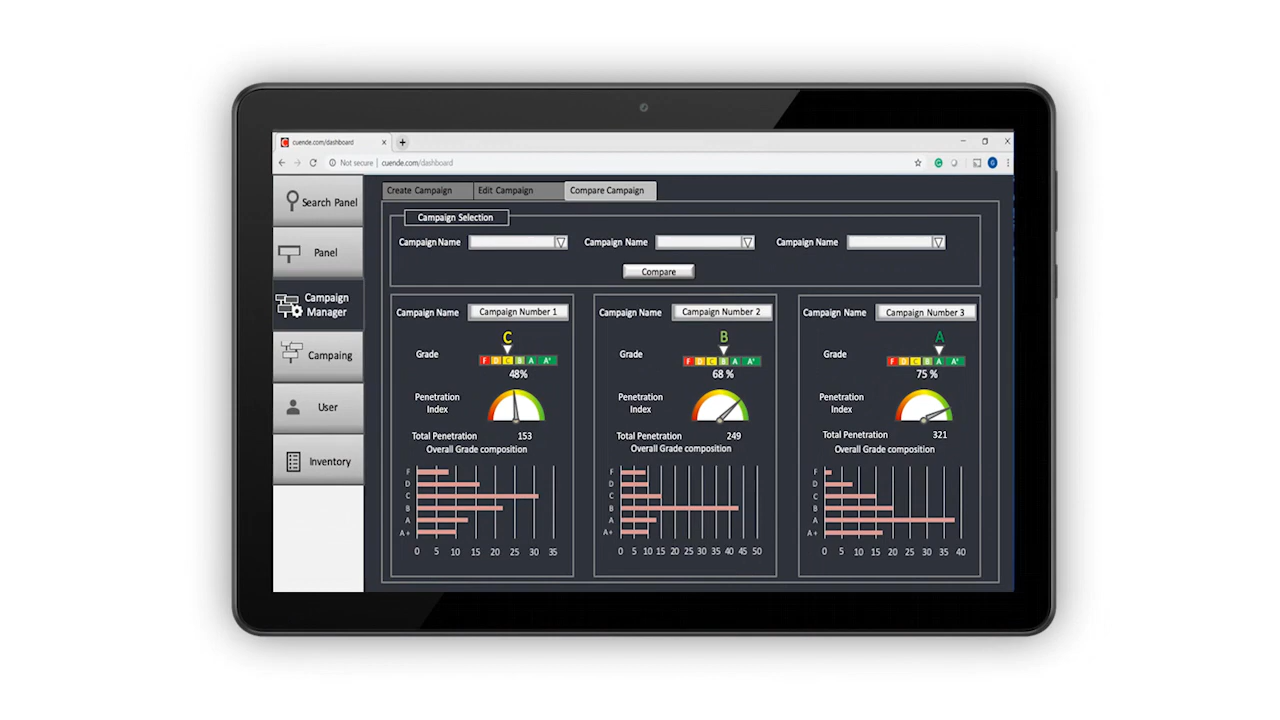 cuende.com/dashboard
Not secure | cuende.com/dashboard
Search Panel
Panel
Campaign Manager
Campaing
User
Inventory
Create Campaign
Edit Campaign
Compare Campaign
Campaign Selection
Campaign Name
Campaign Name
Campaign Name
Compare
Campaign Name Campaign Number 1
C
Grade
F D C B A A+
48%
Penetration
Index
Total Penetration 153
Overall Grade composition
F
D
C
B
A
A+
0 5 10 15 20 25 30 35
Campaign Name Campaign Number 2
B
Grade
F D C B A A+
68 %
Penetration
Index
Total Penetration 249
Overall Grade composition
F
D
C
B
A
A+
0 5 10 15 20 25 30 35 40 45 50
Campaign Name Campaign Number 3
A
Grade
F D C B A A+
75 %
Penetration
Index
Total Penetration 321
Overall Grade composition
F
D
C
B
A
A+
0 5 10 15 20 25 30 35 40